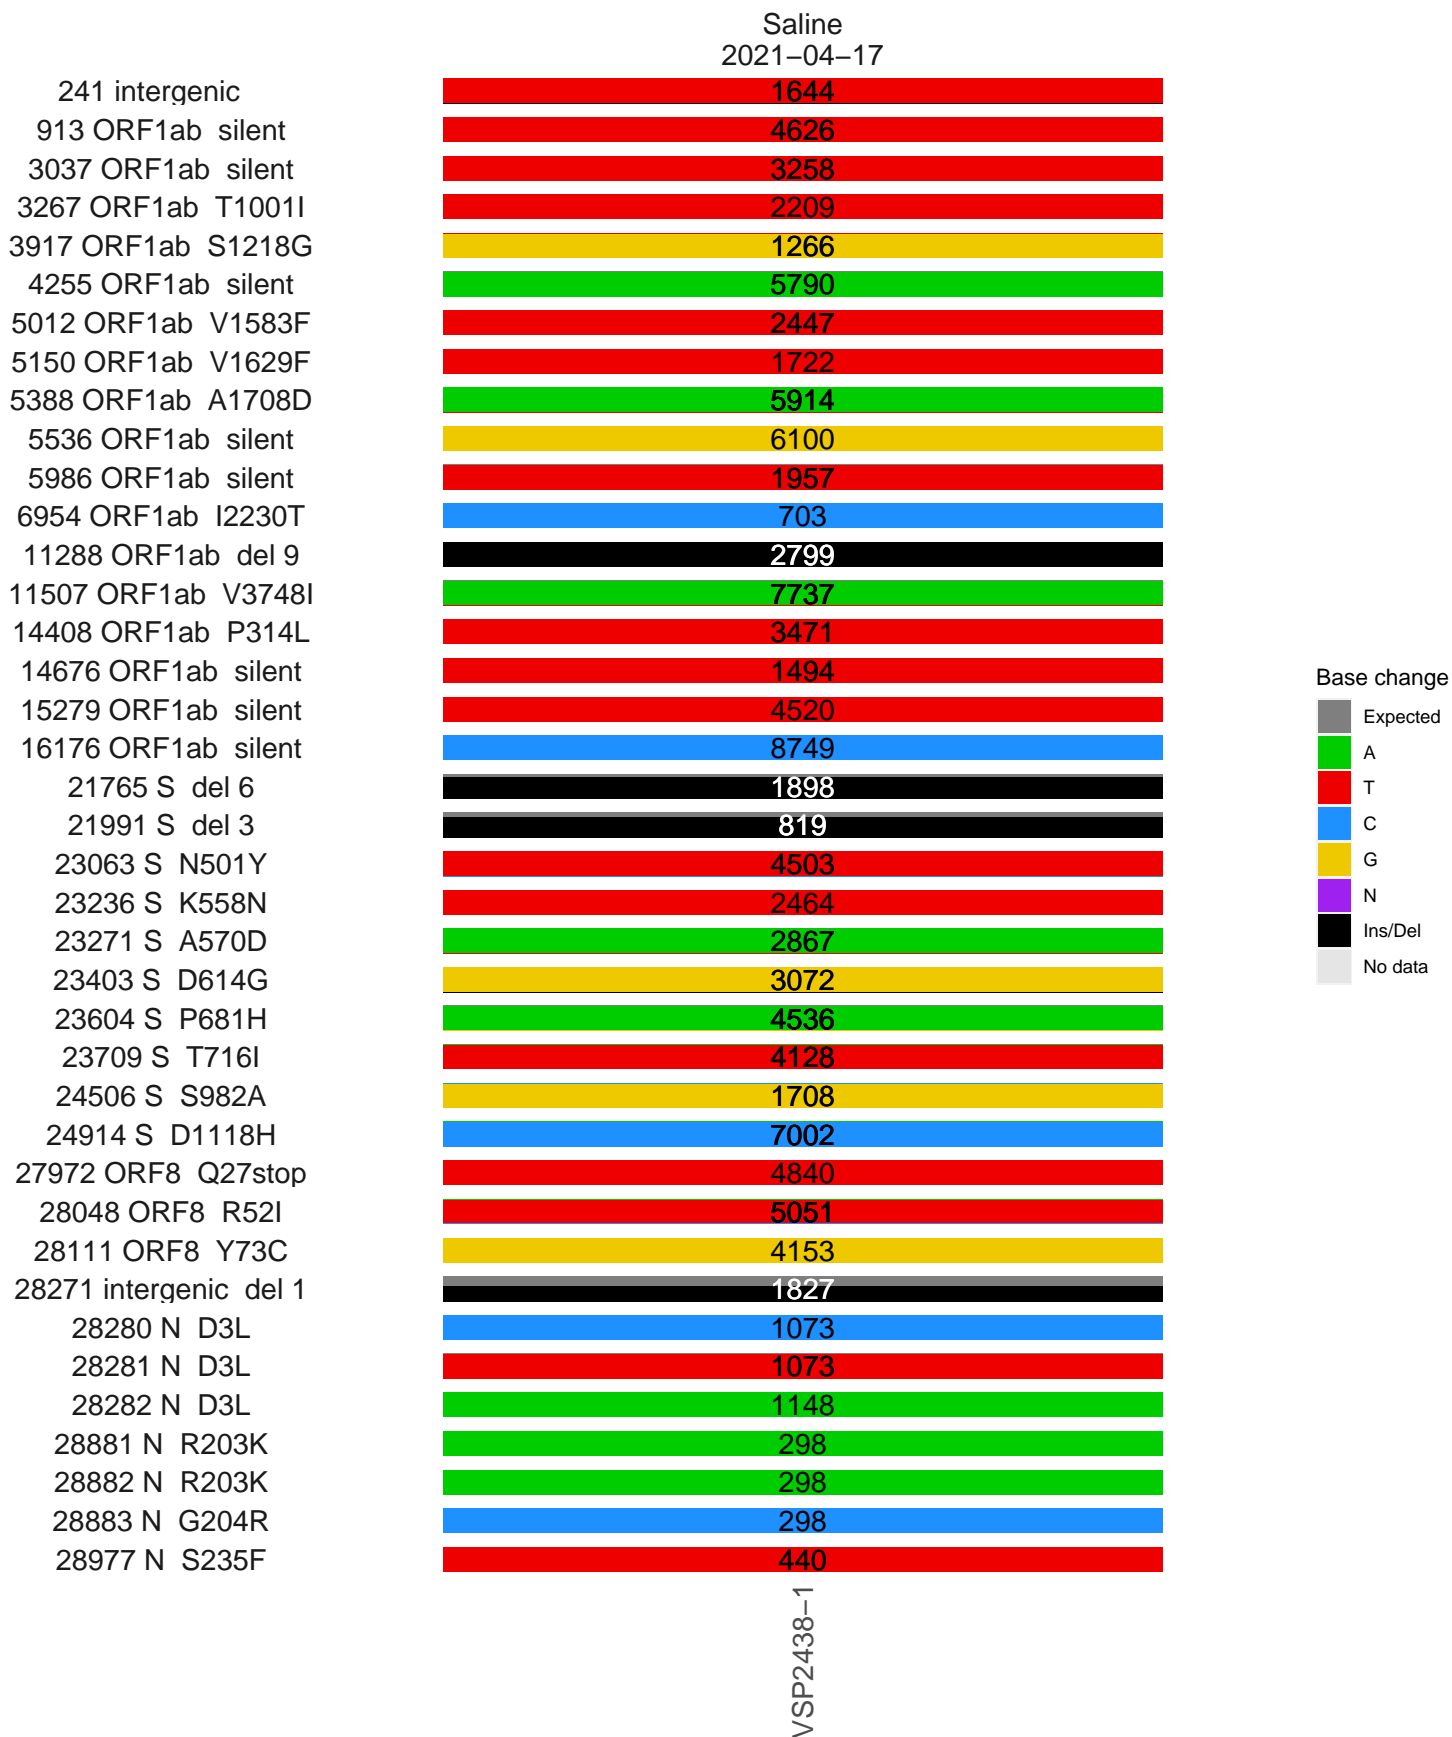 Saline
2021−04−17
241 intergenic 1644
913 ORF1ab silent 4626
3037 ORF1ab silent 3258
3267 ORF1ab T1001I 2209
3917 ORF1ab S1218G 1266
4255 ORF1ab silent 5790
5012 ORF1ab V1583F 2447
5150 ORF1ab V1629F 1722
5388 ORF1ab A1708D 5914
5536 ORF1ab silent 6100
5986 ORF1ab silent 1957
6954 ORF1ab I2230T 703
11288 ORF1ab del 9 2799
11507 ORF1ab V3748I 7737
14408 ORF1ab P314L 3471
14676 ORF1ab silent 1494
15279 ORF1ab silent 4520
16176 ORF1ab silent 8749
21765 S del 6 1898
21991 S del 3 819
23063 S N501Y 4503
23236 S K558N 2464
23271 S A570D 2867
23403 S D614G 3072
23604 S P681H 4536
23709 S T716I 4128
24506 S S982A 1708
24914 S D1118H 7002
27972 ORF8 Q27stop 4840
28048 ORF8 R52I 5051
28111 ORF8 Y73C 4153
28271 intergenic del 1 1827
28280 N D3L 1073
28281 N D3L 1073
28282 N D3L 1148
28881 N R203K 298
28882 N R203K 298
28883 N G204R 298
28977 N S235F 440
VSP2438−1
Base change
Expected
A
T
C
G
N
Ins/Del
No data